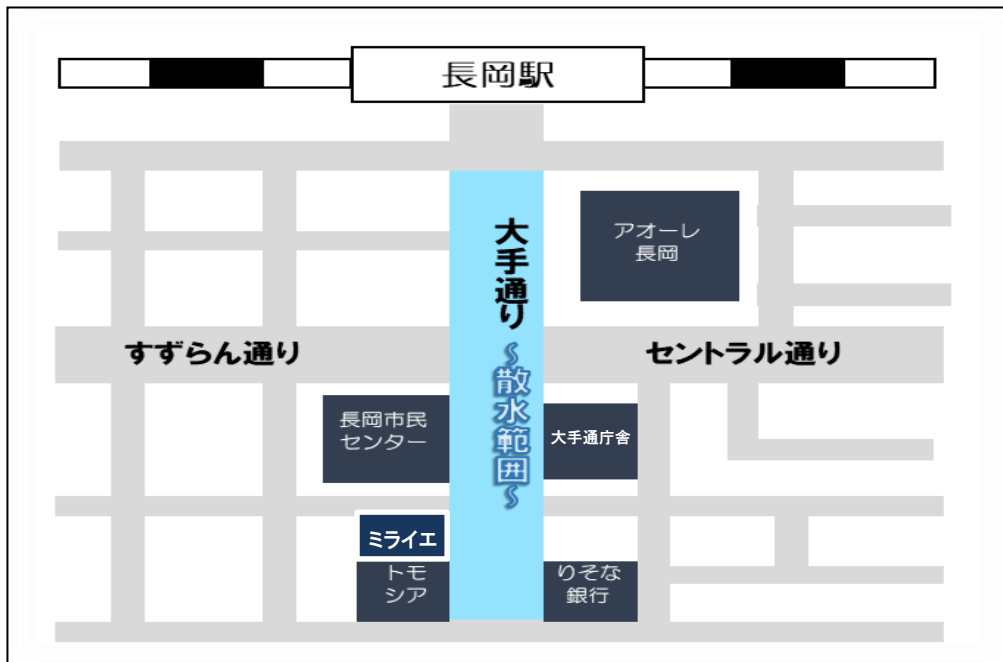 長岡駅
アオーレ
長岡
大手通り
すずらん通り
セントラル通り
~散水範囲~
長岡市民
センター
大手通庁舎
ミライエ
トモ
シア
りそな
銀行